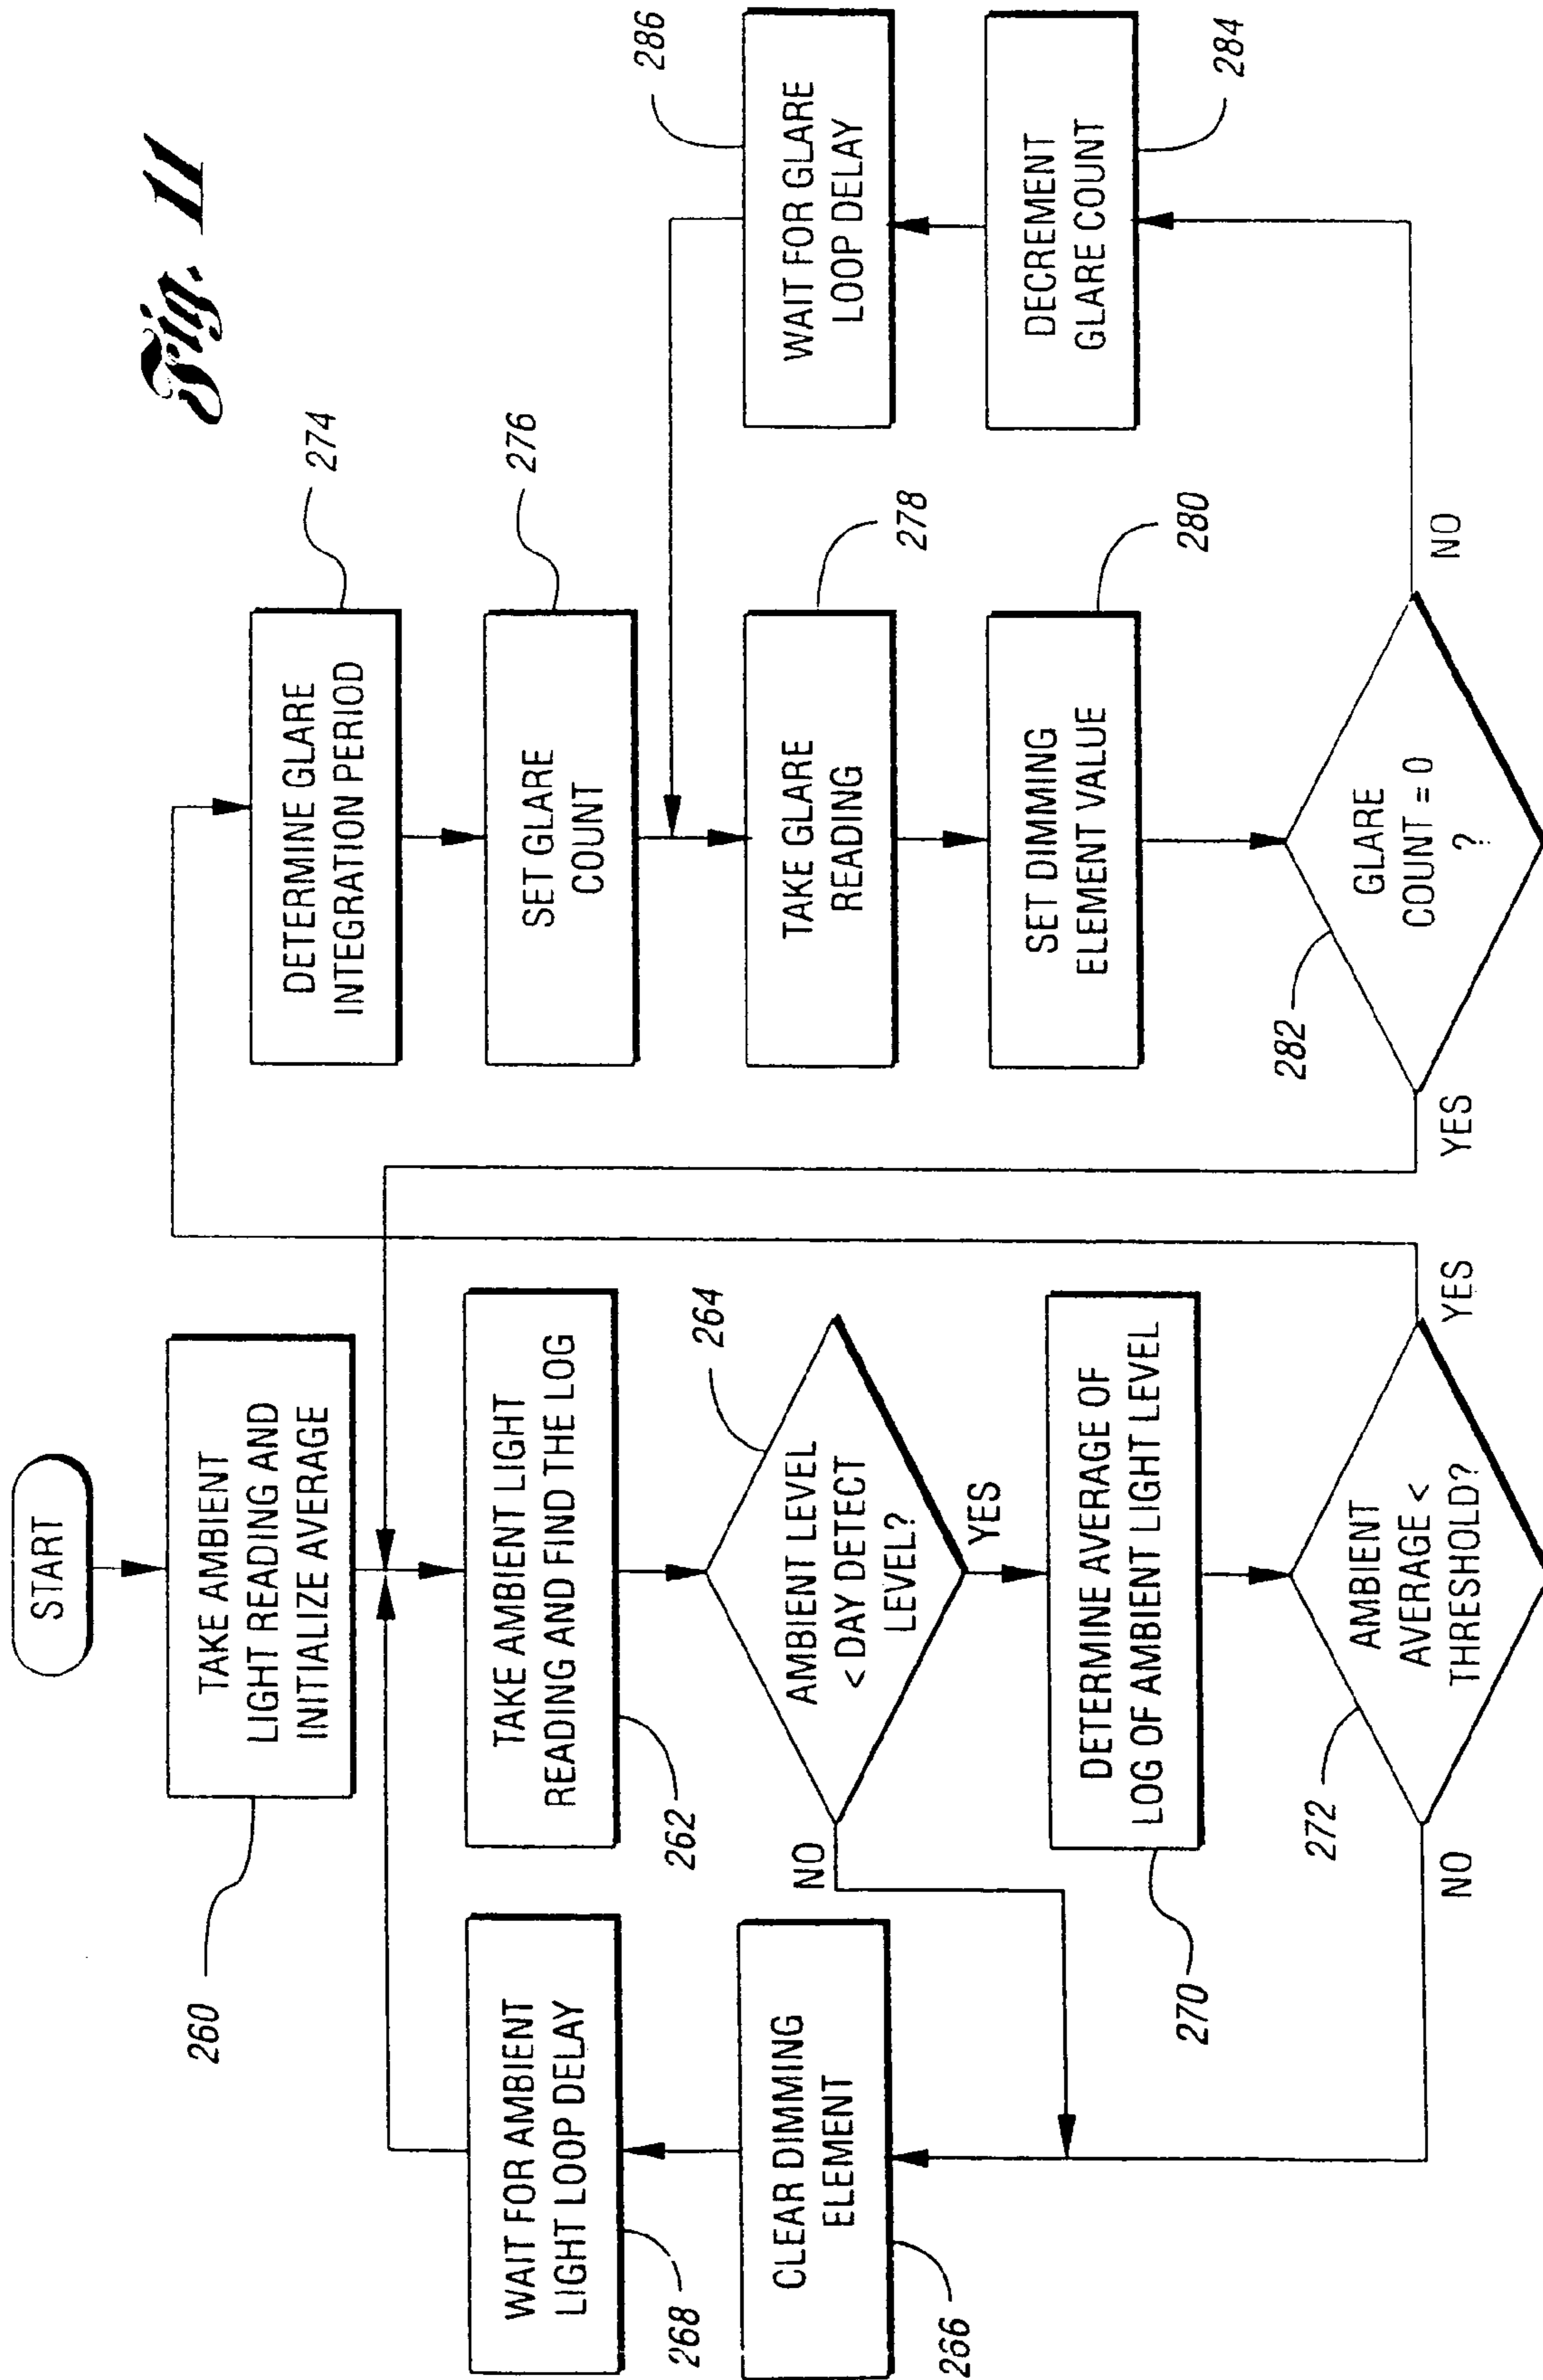 Fig. 11
START
TAKE AMBIENT
LIGHT READING AND
INITIALIZE AVERAGE
260
TAKE AMBIENT LIGHT
READING AND FIND THE LOG
262
AMBIENT LEVEL
< DAY DETECT
LEVEL?
264
NO
YES
WAIT FOR AMBIENT
LIGHT LOOP DELAY
268
CLEAR DIMMING
ELEMENT
266
DETERMINE AVERAGE OF
LOG OF AMBIENT LIGHT LEVEL
270
AMBIENT
AVERAGE <
THRESHOLD?
272
NO
YES
DETERMINE GLARE
INTEGRATION PERIOD
274
SET GLARE
COUNT
276
TAKE GLARE
READING
278
SET DIMMING
ELEMENT VALUE
280
GLARE
COUNT = 0
?
282
YES
NO
WAIT FOR GLARE
LOOP DELAY
286
DECREMENT
GLARE COUNT
284